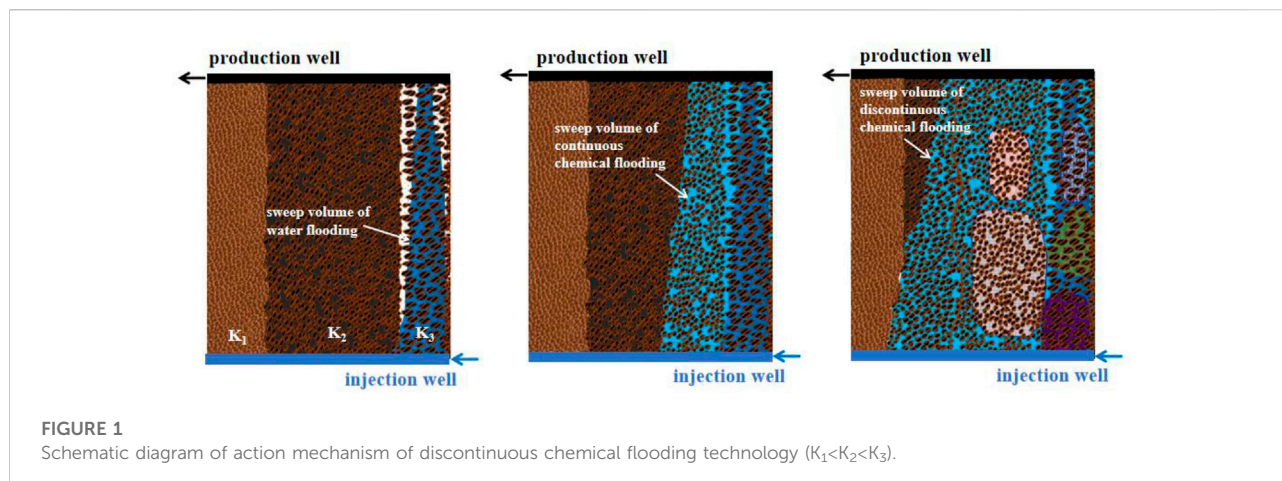 production well
sweep volume of
water flooding
K₁
K₂
K₃
injection well
production well
sweep volume of
continuous
chemical flooding
injection well
production well
sweep volume of
discontinuous
chemical flooding
injection well
FIGURE 1
Schematic diagram of action mechanism of discontinuous chemical flooding technology (K₁<K₂<K₃).